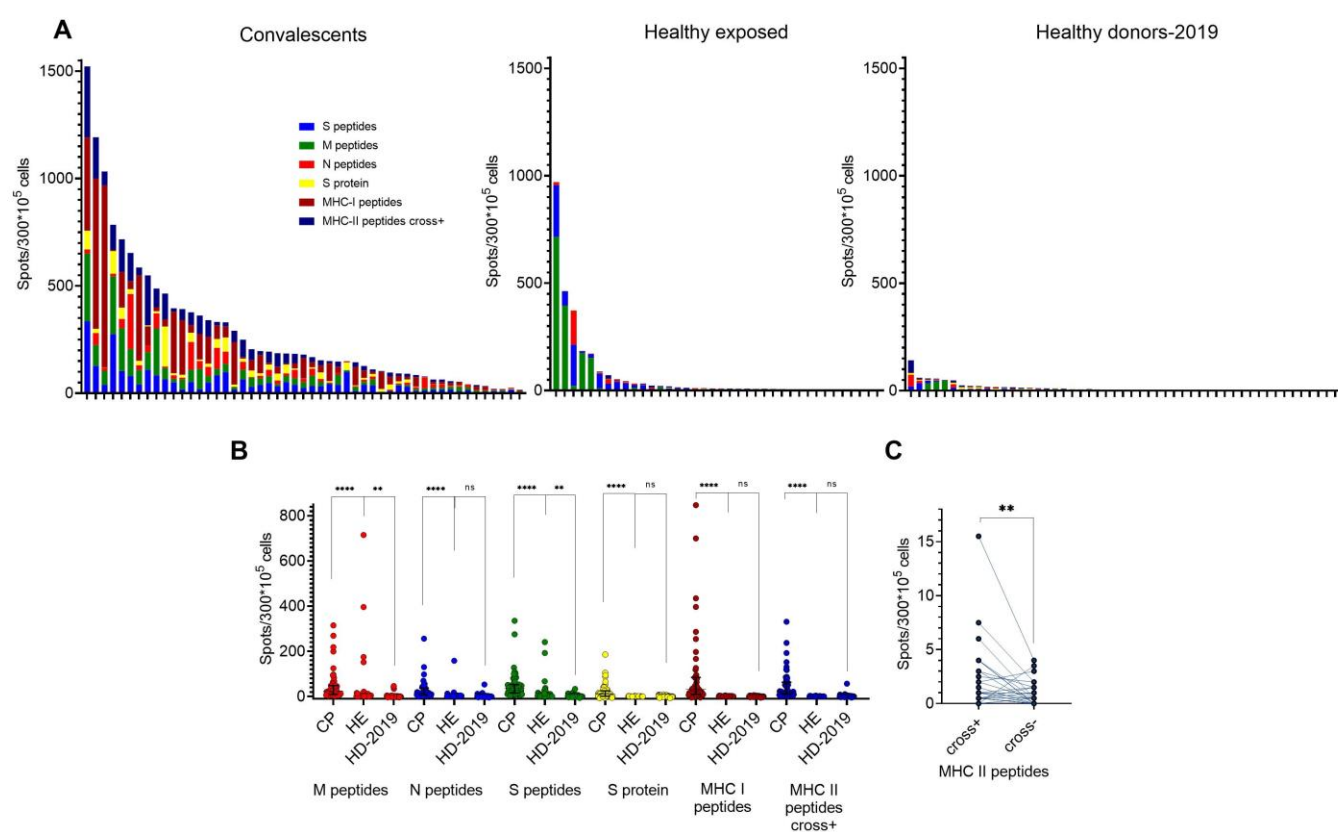 A
Convalescents
Healthy exposed
Healthy donors-2019
Spots/300*10⁵ cells
1500
1000
500
0
S peptides
M peptides
N peptides
S protein
MHC-I peptides
MHC-II peptides cross+
Spots/300*10⁵ cells
1500
1000
500
0
Spots/300*10⁵ cells
1500
1000
500
0
B
Spots/300*10⁵ cells
800
600
400
200
0
**** **
**** ns
**** **
**** ns
**** ns
**** ns
CP HE HD-2019
CP HE HD-2019
CP HE HD-2019
CP HE HD-2019
CP HE HD-2019
CP HE HD-2019
M peptides
N peptides
S peptides
S protein
MHC I
peptides
MHC II
peptides
cross+
C
Spots/300*10⁵ cells
15
10
5
0
**
cross+ cross-
MHC II peptides